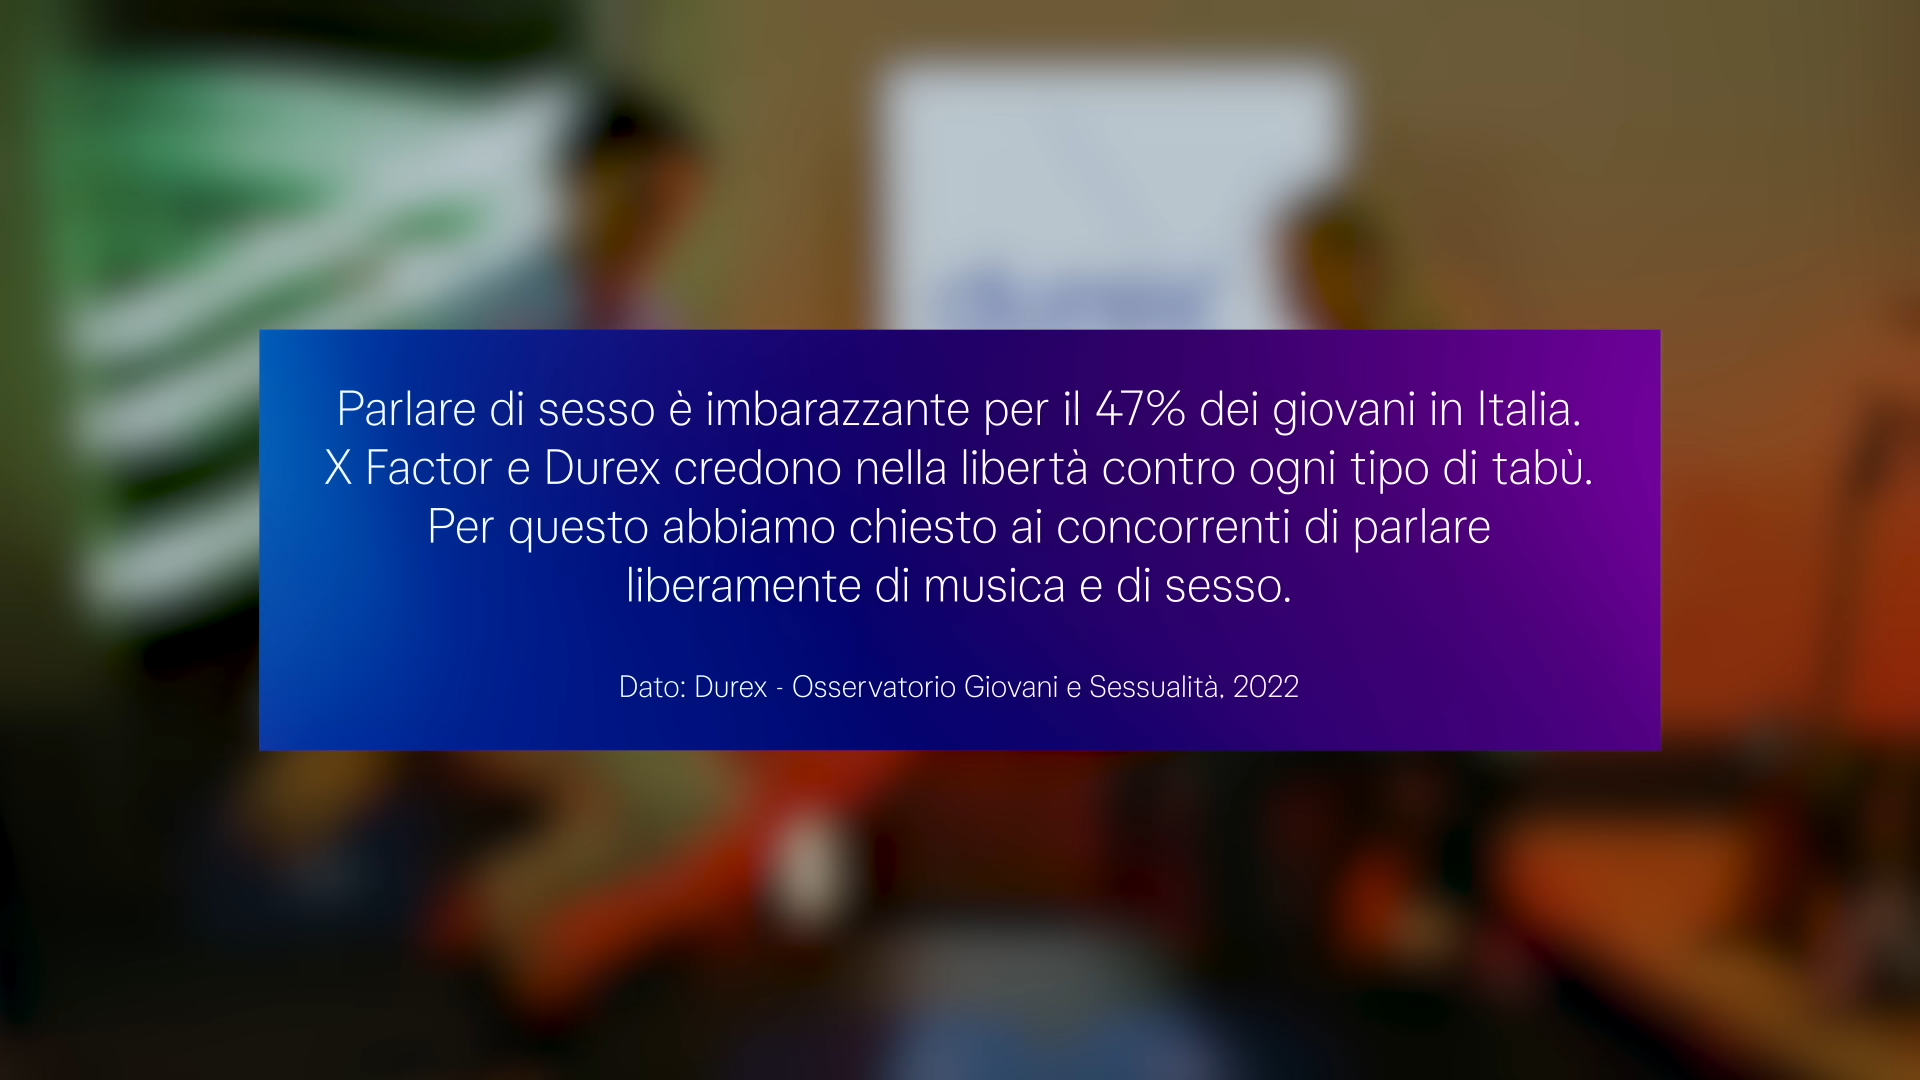 durex
Parlare di sesso è imbarazzante per il 47% dei giovani in Italia.
X Factor e Durex credono nella libertà contro ogni tipo di tabù.
Per questo abbiamo chiesto ai concorrenti di parlare
liberamente di musica e di sesso.
Dato: Durex - Osservatorio Giovani e Sessualità, 2022